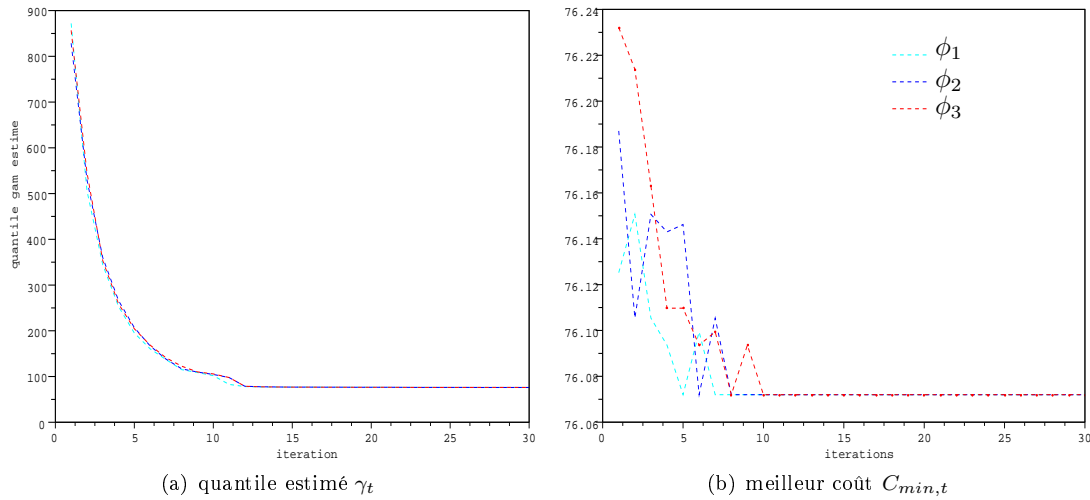 900
800
700
600
500
400
300
200
100
0
quantile gam estime
0 5 10 15 20 25 30
iteration
(a) quantile estimé γ_t
76.24
76.22
76.20
76.18
76.16
76.14
76.12
76.10
76.08
76.06
ϕ_1
ϕ_2
ϕ_3
0 5 10 15 20 25 30
iterations
(b) meilleur coût C_{min,t}